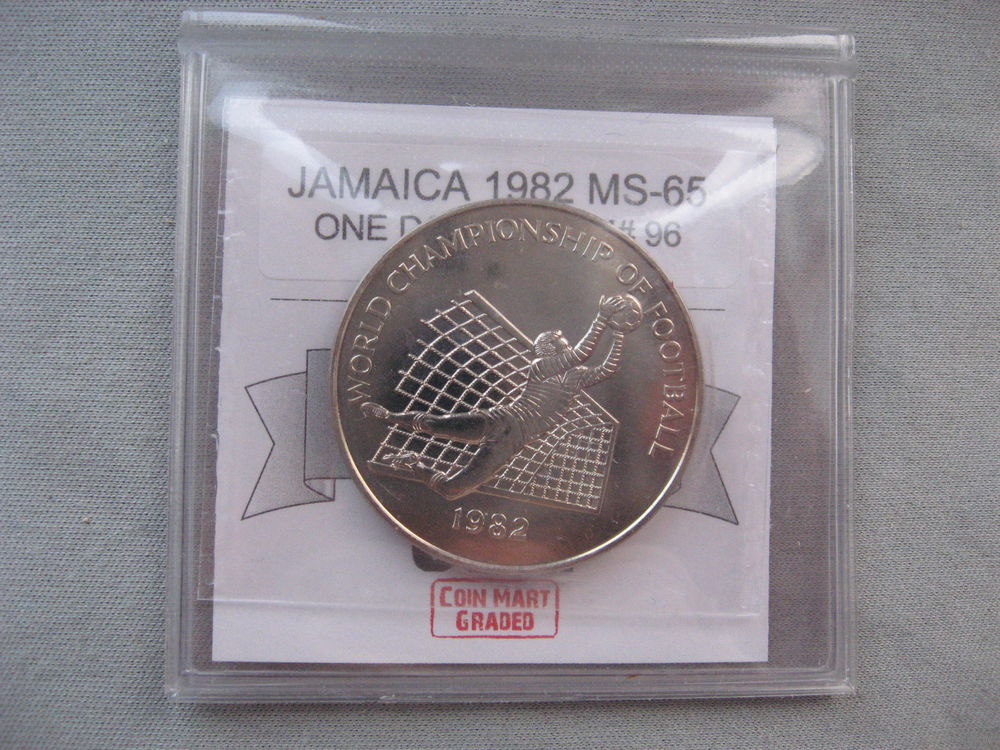 JAMAICA 1982 MS-65
ONE # 96
WORLD CHAMPIONSHIP OF FOOTBALL
1982
COIN MART
GRADED